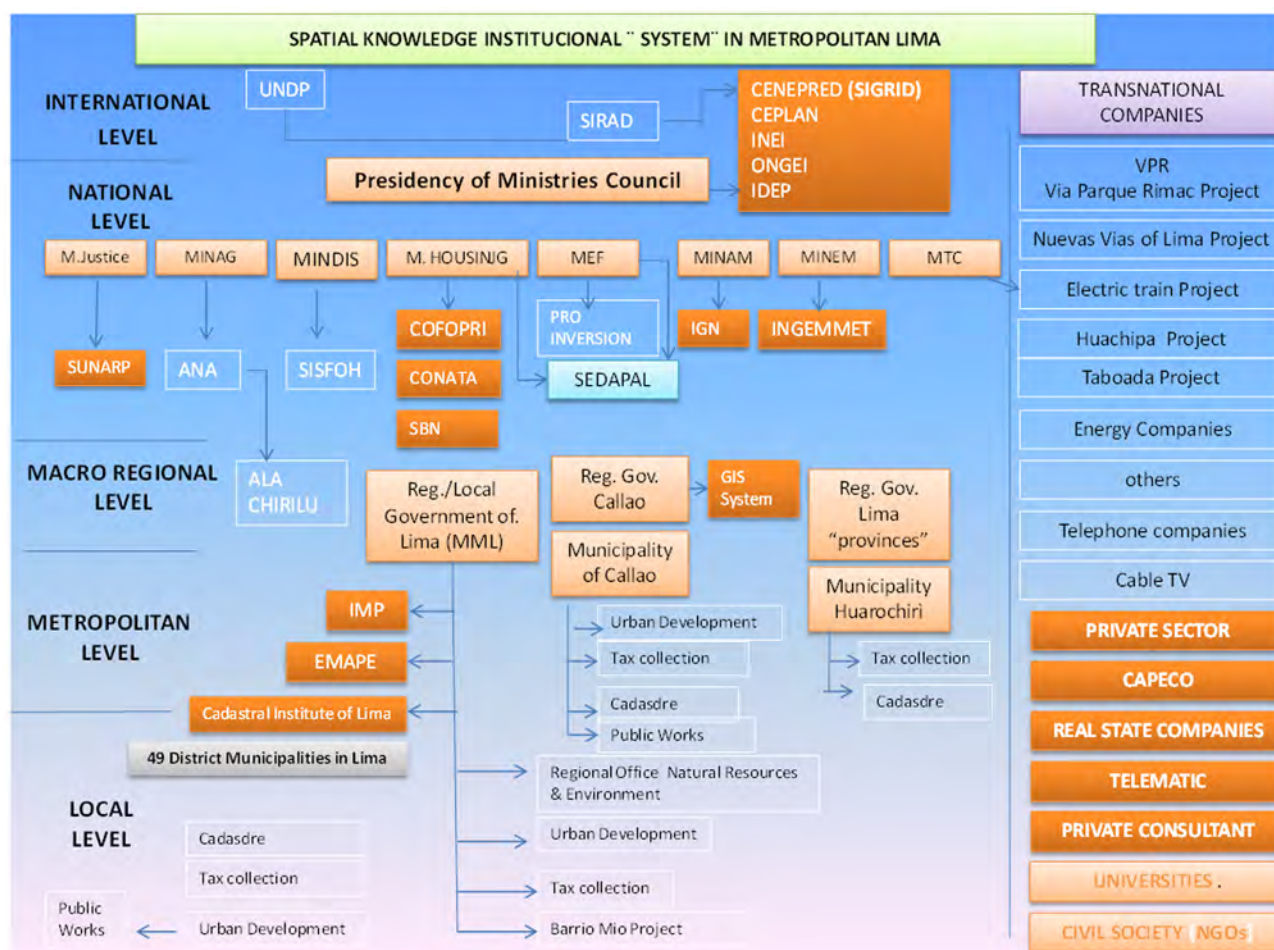 SPATIAL KNOWLEDGE INSTITUCIONAL ¨ SYSTEM¨ IN METROPOLITAN LIMA
INTERNATIONAL
LEVEL
UNDP
SIRAD
CENEPRED (SIGRID)
CEPLAN
INEI
ONGEI
IDEP
TRANSNATIONAL
COMPANIES
Presidency of Ministries Council
NATIONAL
LEVEL
VPR
Via Parque Rimac Project
Nuevas Vias of Lima Project
Electric train Project
Huachipa Project
Taboada Project
Energy Companies
others
Telephone companies
Cable TV
M.Justice
MINAG
MINDIS
M. HOUSINJG
MEF
MINAM
MINEM
MTC
SUNARP
ANA
SISFOH
COFOPRI
CONATA
SBN
PRO
INVERSION
SEDAPAL
IGN
INGEMMET
MACRO REGIONAL
LEVEL
ALA
CHIRILU
Reg./Local
Government of.
Lima (MML)
Reg. Gov.
Callao
GIS
System
Reg. Gov.
Lima
“provinces”
Municipality
of Callao
Municipality
Huarochiri
METROPOLITAN
LEVEL
IMP
EMAPE
Cadastral Institute of Lima
Urban Development
Tax collection
Cadasdre
Public Works
Tax collection
Cadasdre
PRIVATE SECTOR
CAPECO
REAL STATE COMPANIES
TELEMATIC
PRIVATE CONSULTANT
UNIVERSITIES .
CIVIL SOCIETY (NGOs)
49 District Municipalities in Lima
LOCAL
LEVEL
Cadasdre
Tax collection
Urban Development
Public
Works
Regional Office Natural Resources
& Environment
Urban Development
Tax collection
Barrio Mio Project